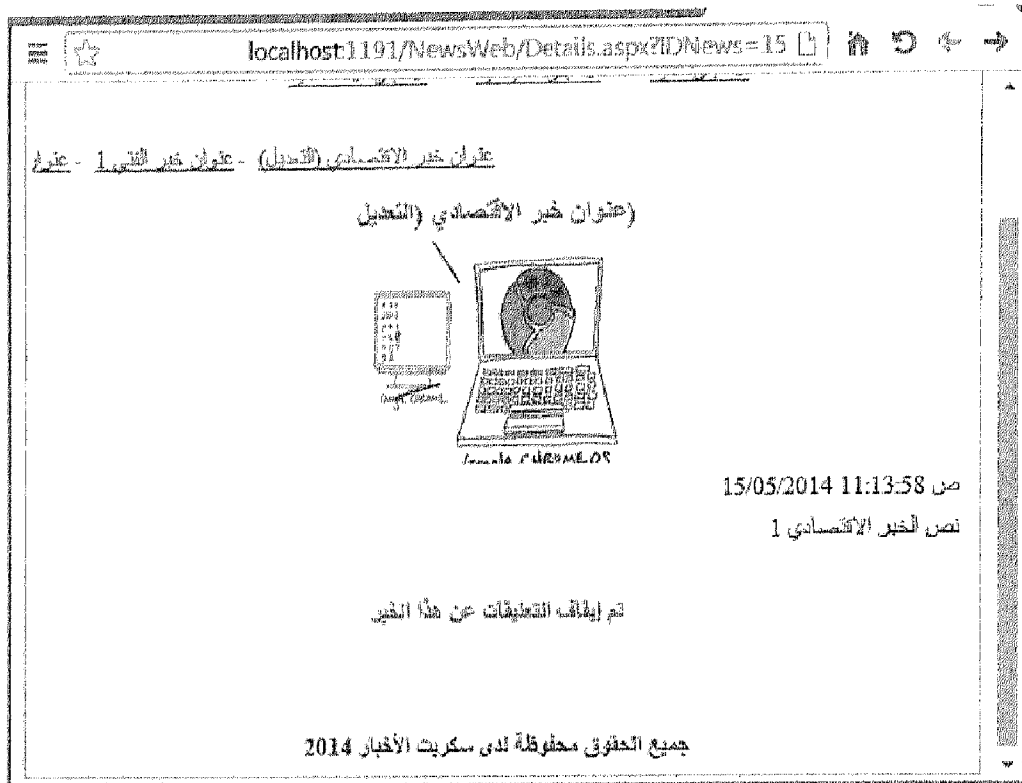 localhost:1191/NewsWeb/Details.aspx?IDNews=15
عنوان خبر الاقتصادي (التعديل) - عنوان خبر الفني 1 - عنوان
(عنوان خبر الاقتصادي (التعديل
CHROME OS
15/05/2014 11:13:58 ص
نص الخبر الاقتصادي 1
تم إيقاف التعليقات عن هذا الخبر
جميع الحقوق محفوظة لدى سكربت الأخبار 2014